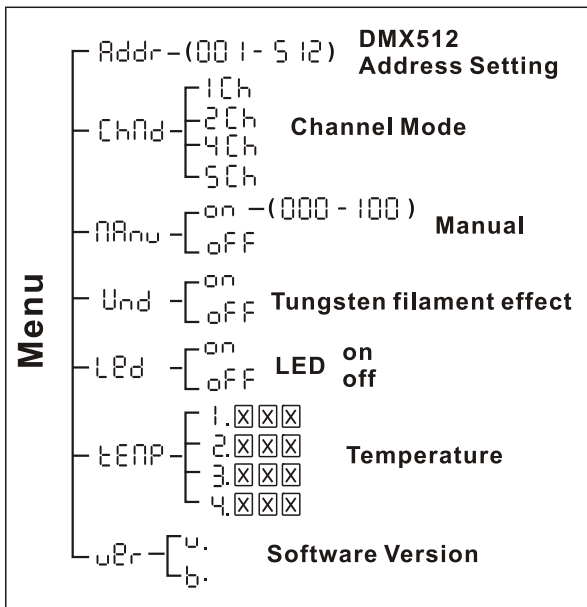 Menu
Addr (001-512) DMX512
Address Setting
ChMd 1Ch
2Ch
4Ch
5Ch
Channel Mode
MAnu on (000-100)
oFF
Manual
Und on
oFF
Tungsten filament effect
Led on
oFF
LED on
off
tEMP 1.XXX
2.XXX
3.XXX
4.XXX
Temperature
ver v.
b.
Software Version